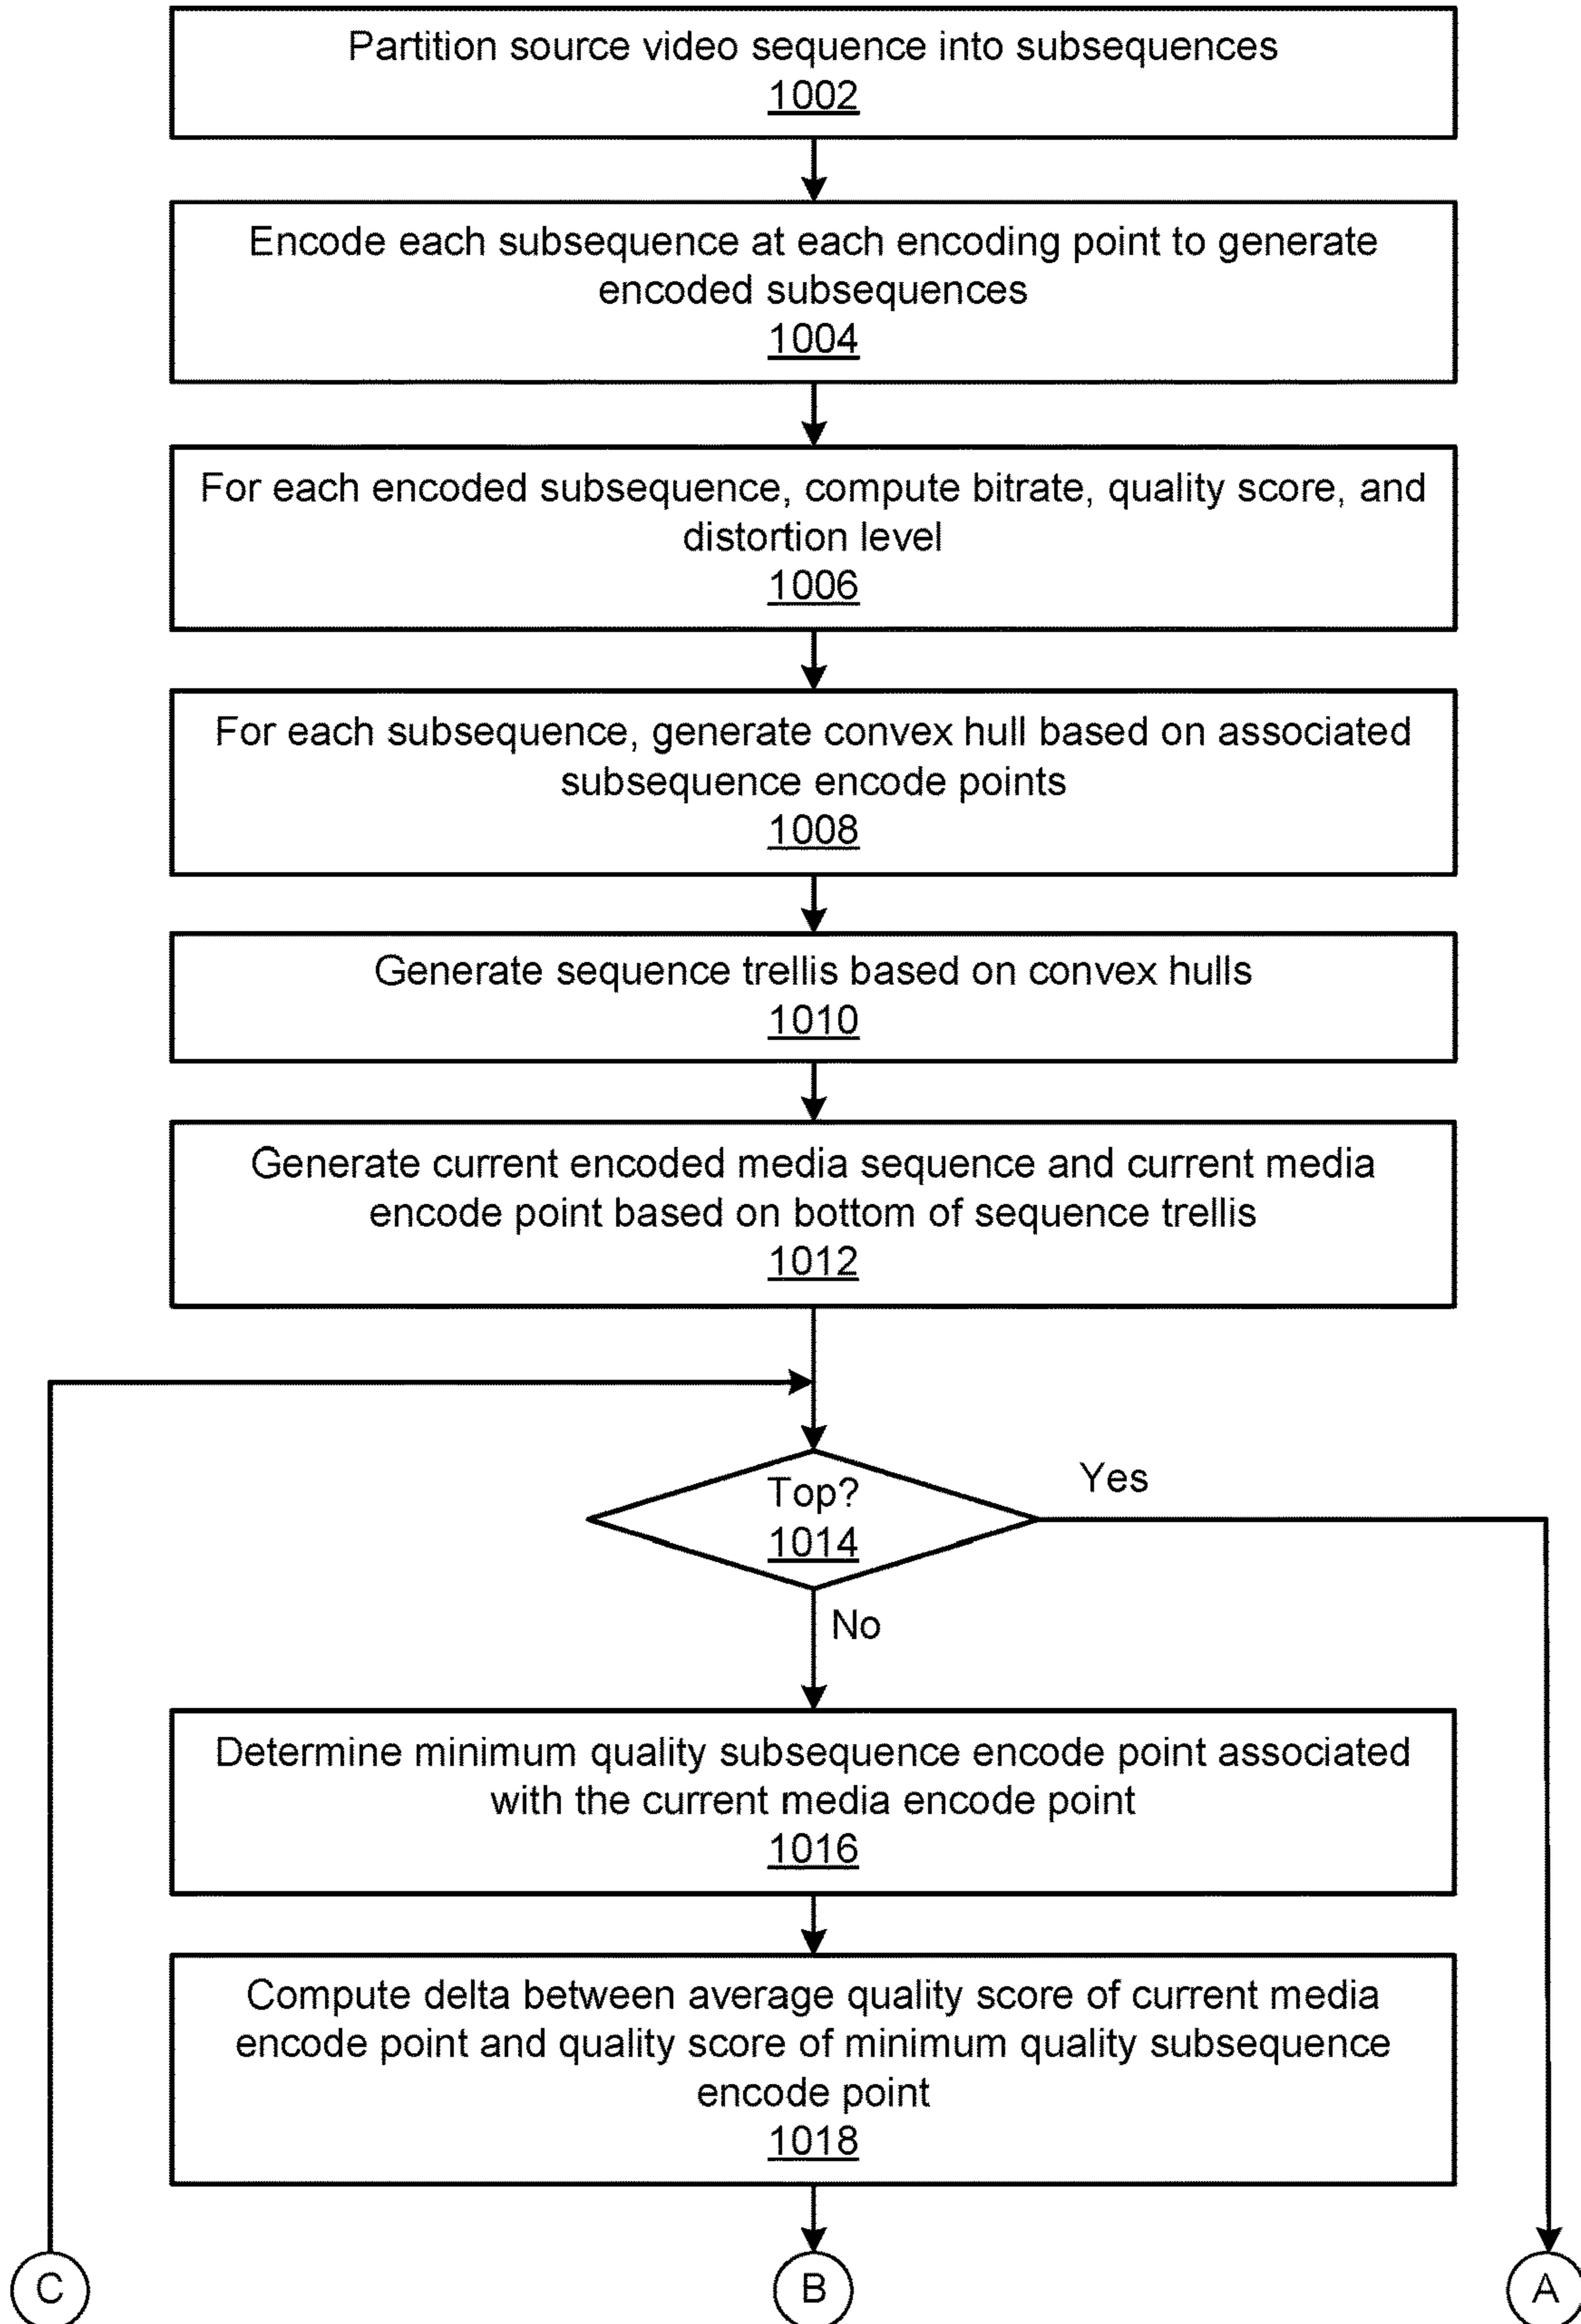 Partition source video sequence into subsequences
1002
Encode each subsequence at each encoding point to generate
encoded subsequences
1004
For each encoded subsequence, compute bitrate, quality score, and
distortion level
1006
For each subsequence, generate convex hull based on associated
subsequence encode points
1008
Generate sequence trellis based on convex hulls
1010
Generate current encoded media sequence and current media
encode point based on bottom of sequence trellis
1012
Top?
1014
Yes
No
Determine minimum quality subsequence encode point associated
with the current media encode point
1016
Compute delta between average quality score of current media
encode point and quality score of minimum quality subsequence
encode point
1018
C
B
A